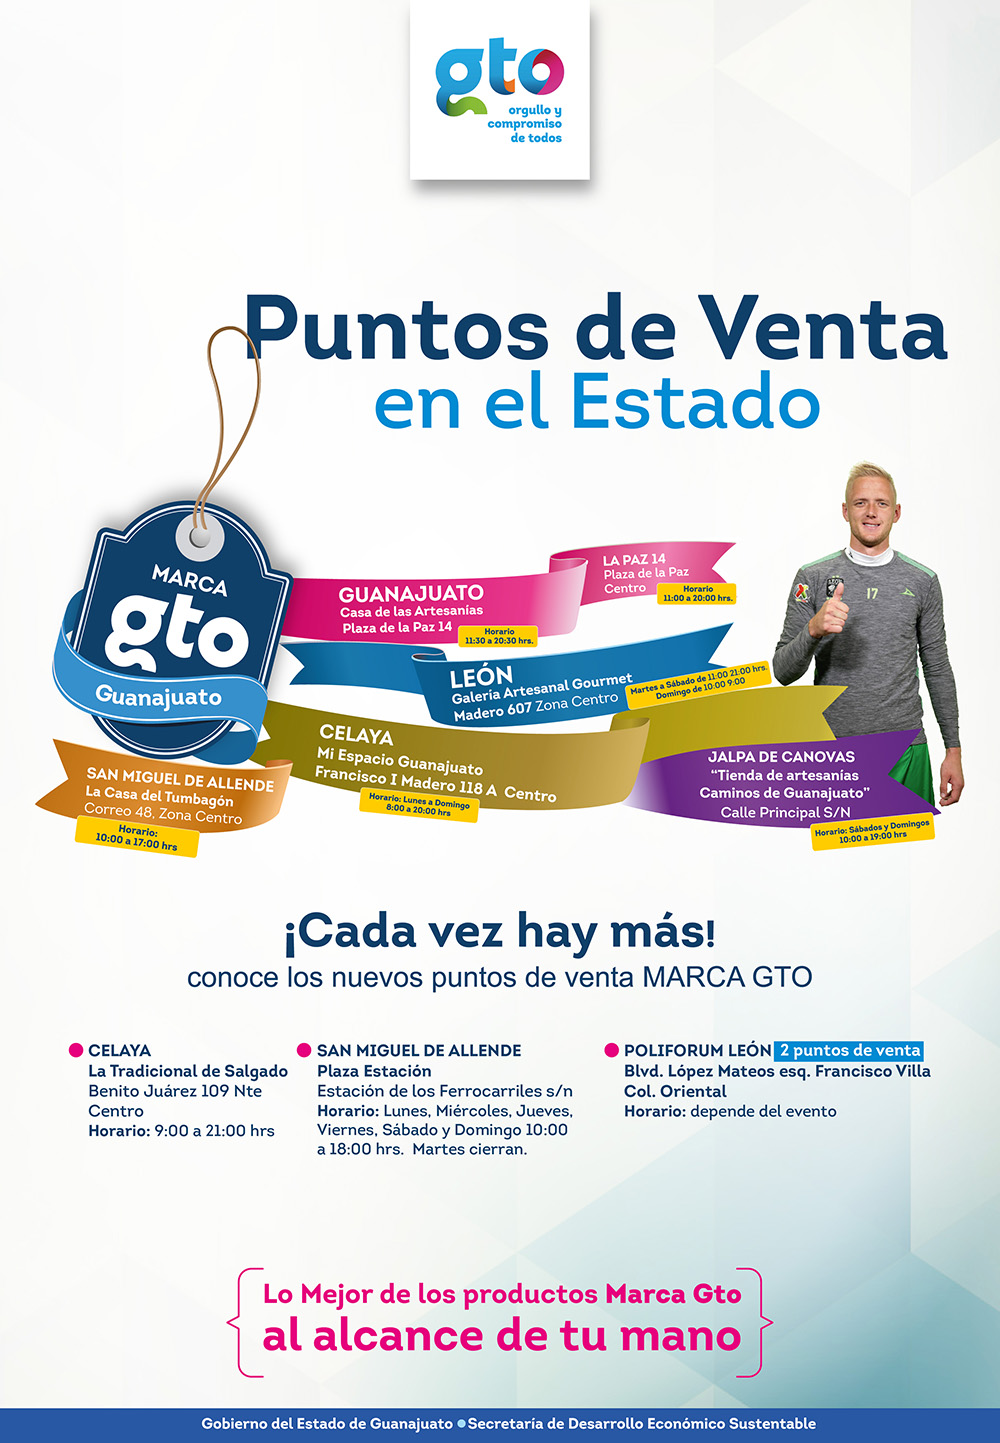 gto
orgullo y
compromiso
de todos
Puntos de Venta
en el Estado
MARCA
gto
Guanajuato
GUANAJUATO
Casa de las Artesanías
Plaza de la Paz 14
Horario
11:30 a 20:30 hrs.
LA PAZ 14
Plaza de la Paz
Centro
Horario
11:00 a 20:00 hrs.
LEÓN
Galería Artesanal Gourmet
Madero 607 Zona Centro
Martes a Sábado de 11:00 21:00 hrs.
Domingo de 10:00 9:00
CELAYA
Mi Espacio Guanajuato
Francisco I Madero 118 A Centro
Horario: Lunes a Domingo
8:00 a 20:00 hrs
SAN MIGUEL DE ALLENDE
La Casa del Tumbagón
Correo 48, Zona Centro
Horario:
10:00 a 17:00 hrs
JALPA DE CANOVAS
“Tienda de artesanías
Caminos de Guanajuato”
Calle Principal S/N
Horario: Sábados y Domingos
10:00 a 19:00 hrs
LEÓN
17
¡Cada vez hay más!
conoce los nuevos puntos de venta MARCA GTO
CELAYA
La Tradicional de Salgado
Benito Juárez 109 Nte
Centro
Horario: 9:00 a 21:00 hrs
SAN MIGUEL DE ALLENDE
Plaza Estación
Estación de los Ferrocarriles s/n
Horario: Lunes, Miércoles, Jueves,
Viernes, Sábado y Domingo 10:00
a 18:00 hrs. Martes cierran.
POLIFORUM LEÓN 2 puntos de venta
Blvd. López Mateos esq. Francisco Villa
Col. Oriental
Horario: depende del evento
Lo Mejor de los productos Marca Gto
al alcance de tu mano
Gobierno del Estado de Guanajuato • Secretaría de Desarrollo Económico Sustentable